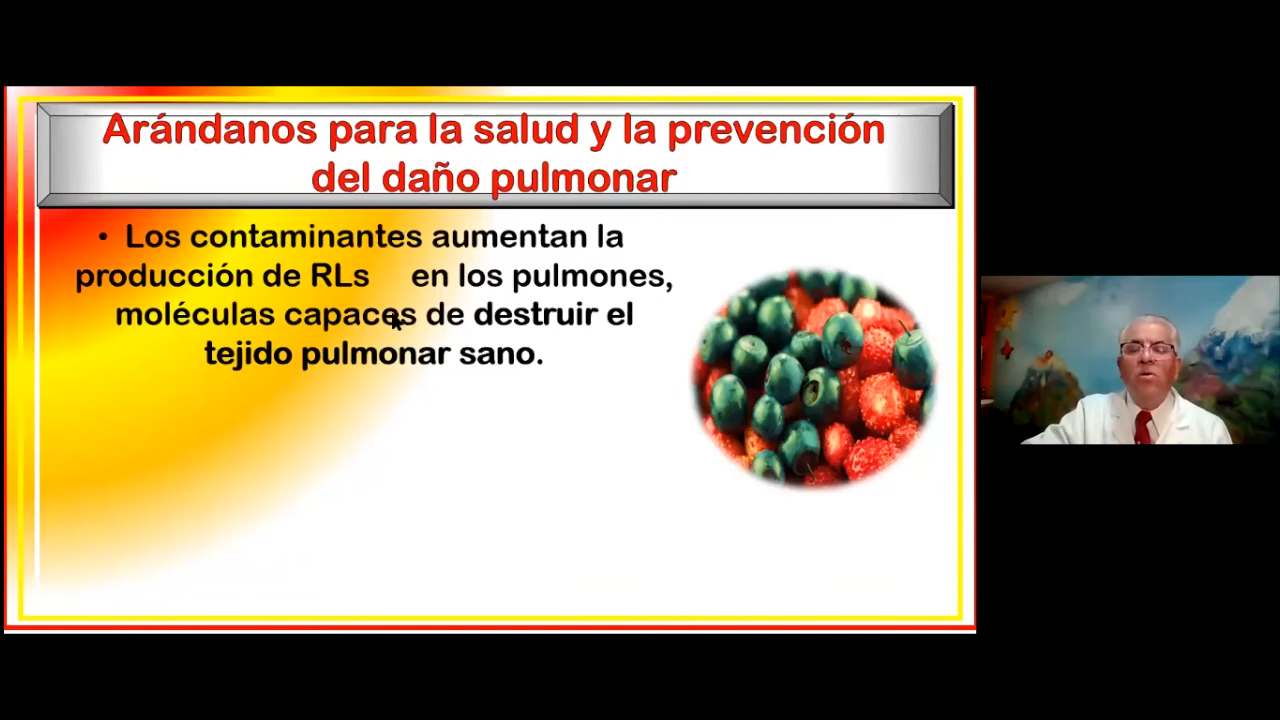 Arándanos para la salud y la prevención
del daño pulmonar
• Los contaminantes aumentan la
producción de RLs en los pulmones,
moléculas capaces de destruir el
tejido pulmonar sano.